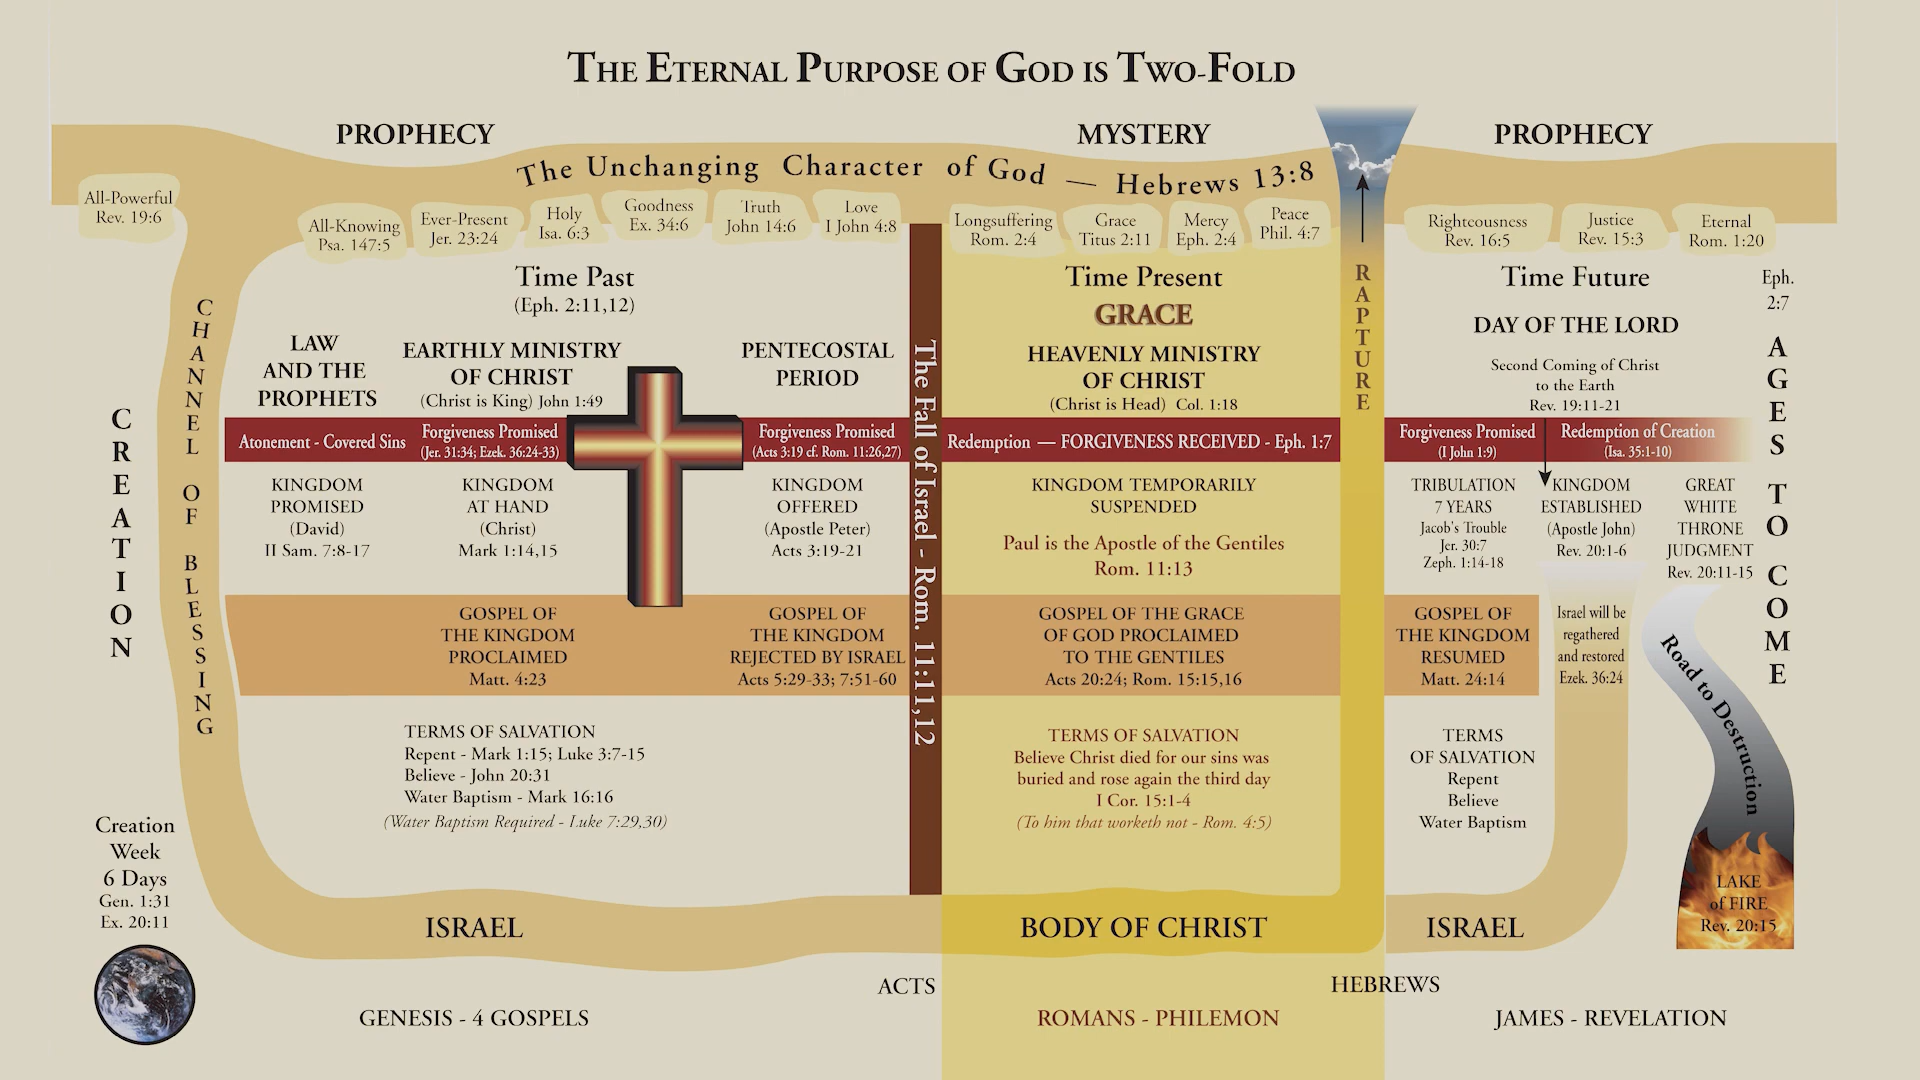 THE ETERNAL PURPOSE OF GOD IS TWO-FOLD
PROPHECY
MYSTERY
PROPHECY
The Unchanging Character of God — Hebrews 13:8
All-Powerful
Rev. 19:6
All-Knowing
Psa. 147:5
Ever-Present
Jer. 23:24
Holy
Isa. 6:3
Goodness
Ex. 34:6
Truth
John 14:6
Love
I John 4:8
Longsuffering
Rom. 2:4
Grace
Titus 2:11
Mercy
Eph. 2:4
Peace
Phil. 4:7
Righteousness
Rev. 16:5
Justice
Rev. 15:3
Eternal
Rom. 1:20
CREATION
Creation
Week
6 Days
Gen. 1:31
Ex. 20:11
CHANNEL OF BLESSING
Time Past
(Eph. 2:11,12)
LAW
AND THE
PROPHETS
EARTHLY MINISTRY
OF CHRIST
(Christ is King) John 1:49
PENTECOSTAL
PERIOD
Atonement - Covered Sins
Forgiveness Promised
(Jer. 31:34; Ezek. 36:24-33)
Forgiveness Promised
(Acts 3:19 cf. Rom. 11:26,27)
KINGDOM
PROMISED
(David)
II Sam. 7:8-17
KINGDOM
AT HAND
(Christ)
Mark 1:14,15
KINGDOM
OFFERED
(Apostle Peter)
Acts 3:19-21
GOSPEL OF
THE KINGDOM
PROCLAIMED
Matt. 4:23
GOSPEL OF
THE KINGDOM
REJECTED BY ISRAEL
Acts 5:29-33; 7:51-60
TERMS OF SALVATION
Repent - Mark 1:15; Luke 3:7-15
Believe - John 20:31
Water Baptism - Mark 16:16
(Water Baptism Required - Luke 7:29,30)
ISRAEL
GENESIS - 4 GOSPELS
ACTS
The Fall of Israel - Rom. 11:11,12
Time Present
GRACE
HEAVENLY MINISTRY
OF CHRIST
(Christ is Head) Col. 1:18
Redemption — FORGIVENESS RECEIVED - Eph. 1:7
KINGDOM TEMPORARILY
SUSPENDED
Paul is the Apostle of the Gentiles
Rom. 11:13
GOSPEL OF THE GRACE
OF GOD PROCLAIMED
TO THE GENTILES
Acts 20:24; Rom. 15:15,16
TERMS OF SALVATION
Believe Christ died for our sins was
buried and rose again the third day
I Cor. 15:1-4
(To him that worketh not - Rom. 4:5)
BODY OF CHRIST
ROMANS - PHILEMON
RAPTURE
HEBREWS
Time Future
DAY OF THE LORD
Second Coming of Christ
to the Earth
Rev. 19:11-21
Forgiveness Promised
(I John 1:9)
Redemption of Creation
(Isa. 35:1-10)
TRIBULATION
7 YEARS
Jacob's Trouble
Jer. 30:7
Zeph. 1:14-18
KINGDOM
ESTABLISHED
(Apostle John)
Rev. 20:1-6
GREAT
WHITE
THRONE
JUDGMENT
Rev. 20:11-15
GOSPEL OF
THE KINGDOM
RESUMED
Matt. 24:14
Israel will be
regathered
and restored
Ezek. 36:24
TERMS
OF SALVATION
Repent
Believe
Water Baptism
ISRAEL
JAMES - REVELATION
Road to Destruction
LAKE
of FIRE
Rev. 20:15
Eph.
2:7
AGES TO COME